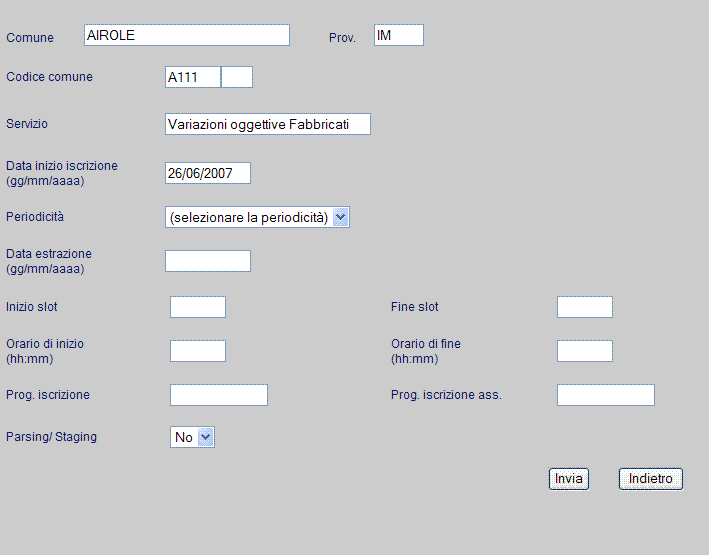 Comune AIROLE Prov. IM
Codice comune A111
Servizio Variazioni oggettive Fabbricati
Data inizio iscrizione
(gg/mm/aaaa) 26/06/2007
Periodicità (selezionare la periodicità)
Data estrazione
(gg/mm/aaaa)
Inizio slot Fine slot
Orario di inizio Orario di fine
(hh:mm) (hh:mm)
Prog. iscrizione Prog. iscrizione ass.
Parsing/ Staging No
Invia Indietro